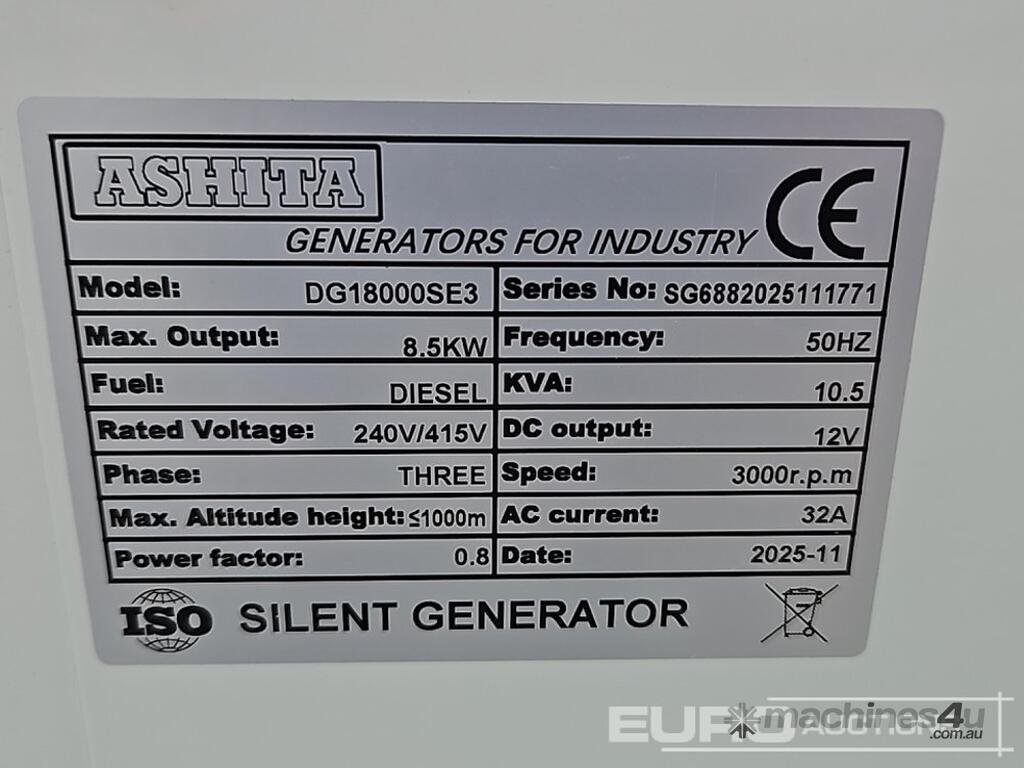 ASHITA
GENERATORS FOR INDUSTRY CE
Model: DG18000SE3 Series No: SG6882025111771
Max. Output: 8.5KW Frequency: 50HZ
Fuel: DIESEL KVA: 10.5
Rated Voltage: 240V/415V DC output: 12V
Phase: THREE Speed: 3000r.p.m
Max. Altitude height: ≤1000m AC current: 32A
Power factor: 0.8 Date: 2025-11
ISO SILENT GENERATOR
machines4u
.com.au
EURO AUCTIONS